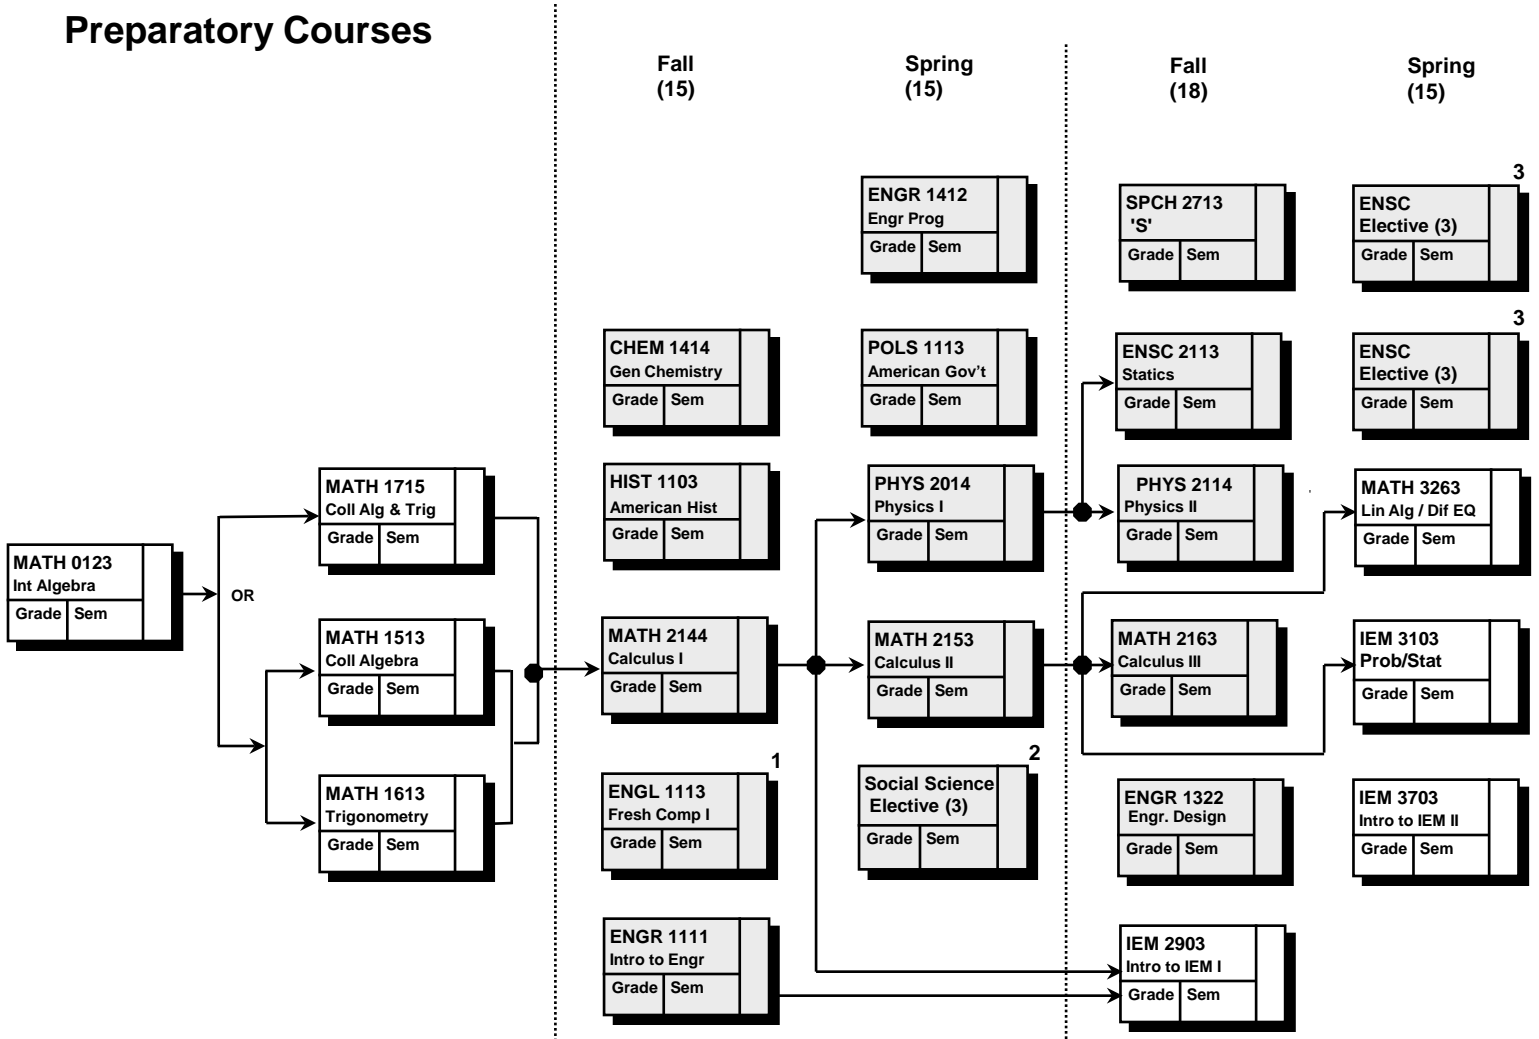 Preparatory Courses
Fall
(15)
Spring
(15)
Fall
(18)
Spring
(15)
MATH 0123
Int Algebra
Grade Sem
OR
MATH 1715
Coll Alg & Trig
Grade Sem
MATH 1513
Coll Algebra
Grade Sem
MATH 1613
Trigonometry
Grade Sem
CHEM 1414
Gen Chemistry
Grade Sem
HIST 1103
American Hist
Grade Sem
MATH 2144
Calculus I
Grade Sem
1
ENGL 1113
Fresh Comp I
Grade Sem
ENGR 1111
Intro to Engr
Grade Sem
ENGR 1412
Engr Prog
Grade Sem
POLS 1113
American Gov't
Grade Sem
PHYS 2014
Physics I
Grade Sem
MATH 2153
Calculus II
Grade Sem
2
Social Science
Elective (3)
Grade Sem
SPCH 2713
'S'
Grade Sem
ENSC 2113
Statics
Grade Sem
PHYS 2114
Physics II
Grade Sem
MATH 2163
Calculus III
Grade Sem
ENGR 1322
Engr. Design
Grade Sem
IEM 2903
Intro to IEM I
Grade Sem
3
ENSC
Elective (3)
Grade Sem
3
ENSC
Elective (3)
Grade Sem
MATH 3263
Lin Alg / Dif EQ
Grade Sem
IEM 3103
Prob/Stat
Grade Sem
IEM 3703
Intro to IEM II
Grade Sem